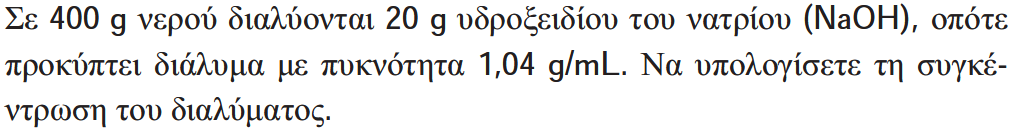 Σε 400 g νερού διαλύονται 20 g υδροξειδίου του νατρίου (NaOH), οπότε
προκύπτει διάλυμα με πυκνότητα 1,04 g/mL. Να υπολογίσετε τη συγκέ-
ντρωση του διαλύματος.